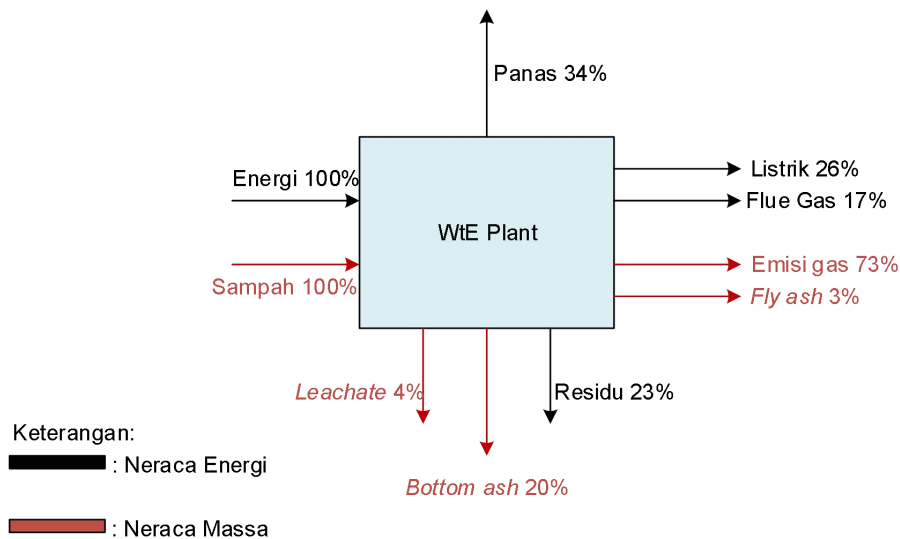 Panas 34%
Energi 100%
Listrik 26%
Flue Gas 17%
WtE Plant
Sampah 100%
Emisi gas 73%
Fly ash 3%
Leachate 4%
Residu 23%
Bottom ash 20%
Keterangan:
: Neraca Energi
: Neraca Massa